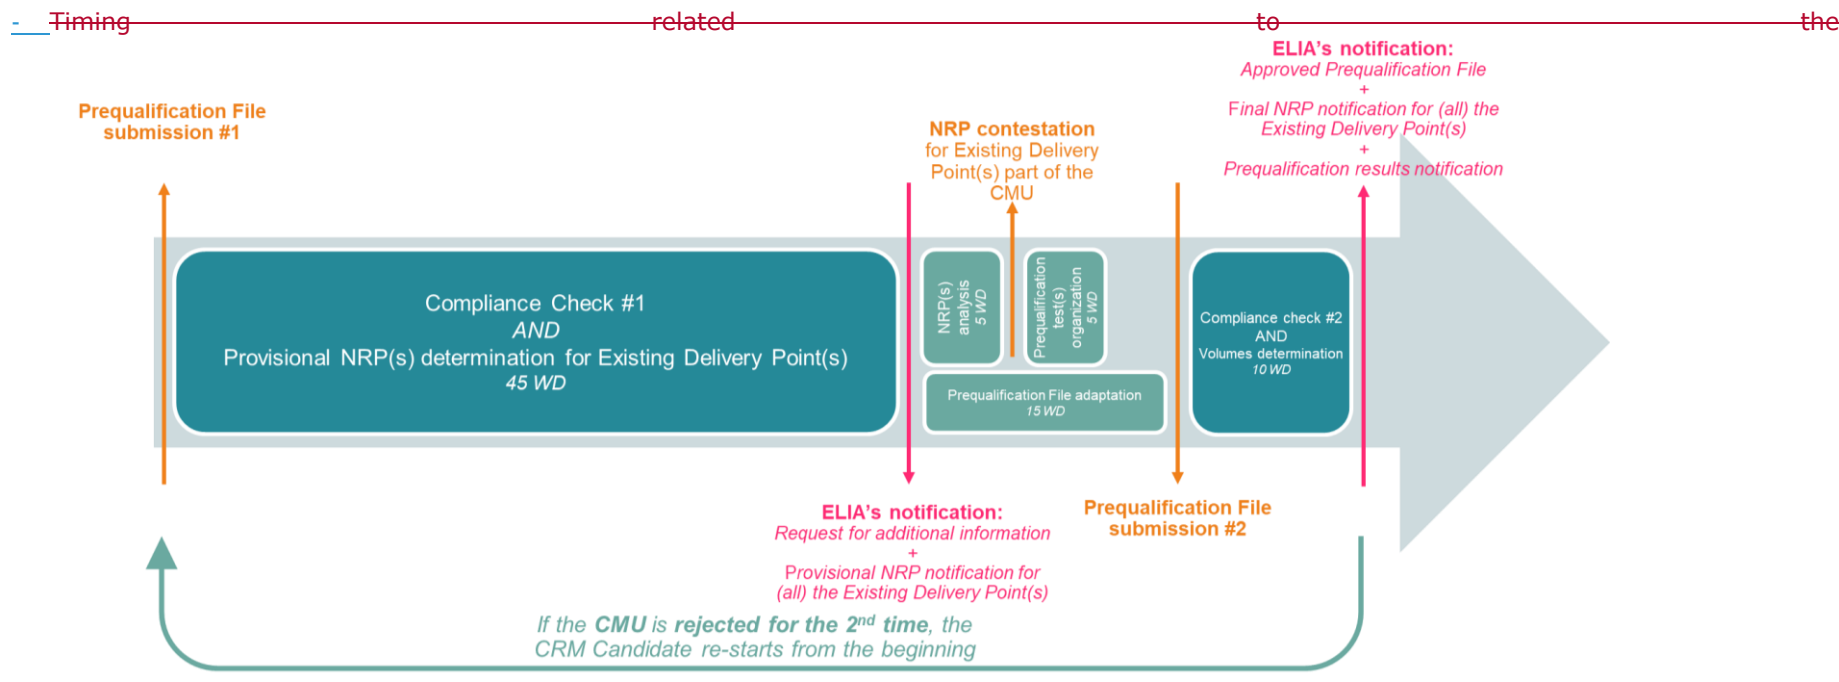 - Timing related to the
ELIA's notification:
Approved Prequalification File
+
Final NRP notification for (all) the
Existing Delivery Point(s)
+
Prequalification results notification
Prequalification File
submission #1
NRP contestation
for Existing Delivery
Point(s) part of the
CMU
Compliance Check #1
AND
Provisional NRP(s) determination for Existing Delivery Point(s)
45 WD
NRP(s)
analysis
5 WD
Prequalification
test(s)
organization
5 WD
Prequalification File adaptation
15 WD
Compliance check #2
AND
Volumes determination
10 WD
ELIA's notification:
Request for additional information
+
Provisional NRP notification for
(all) the Existing Delivery Point(s)
Prequalification File
submission #2
If the CMU is rejected for the 2nd time, the
CRM Candidate re-starts from the beginning